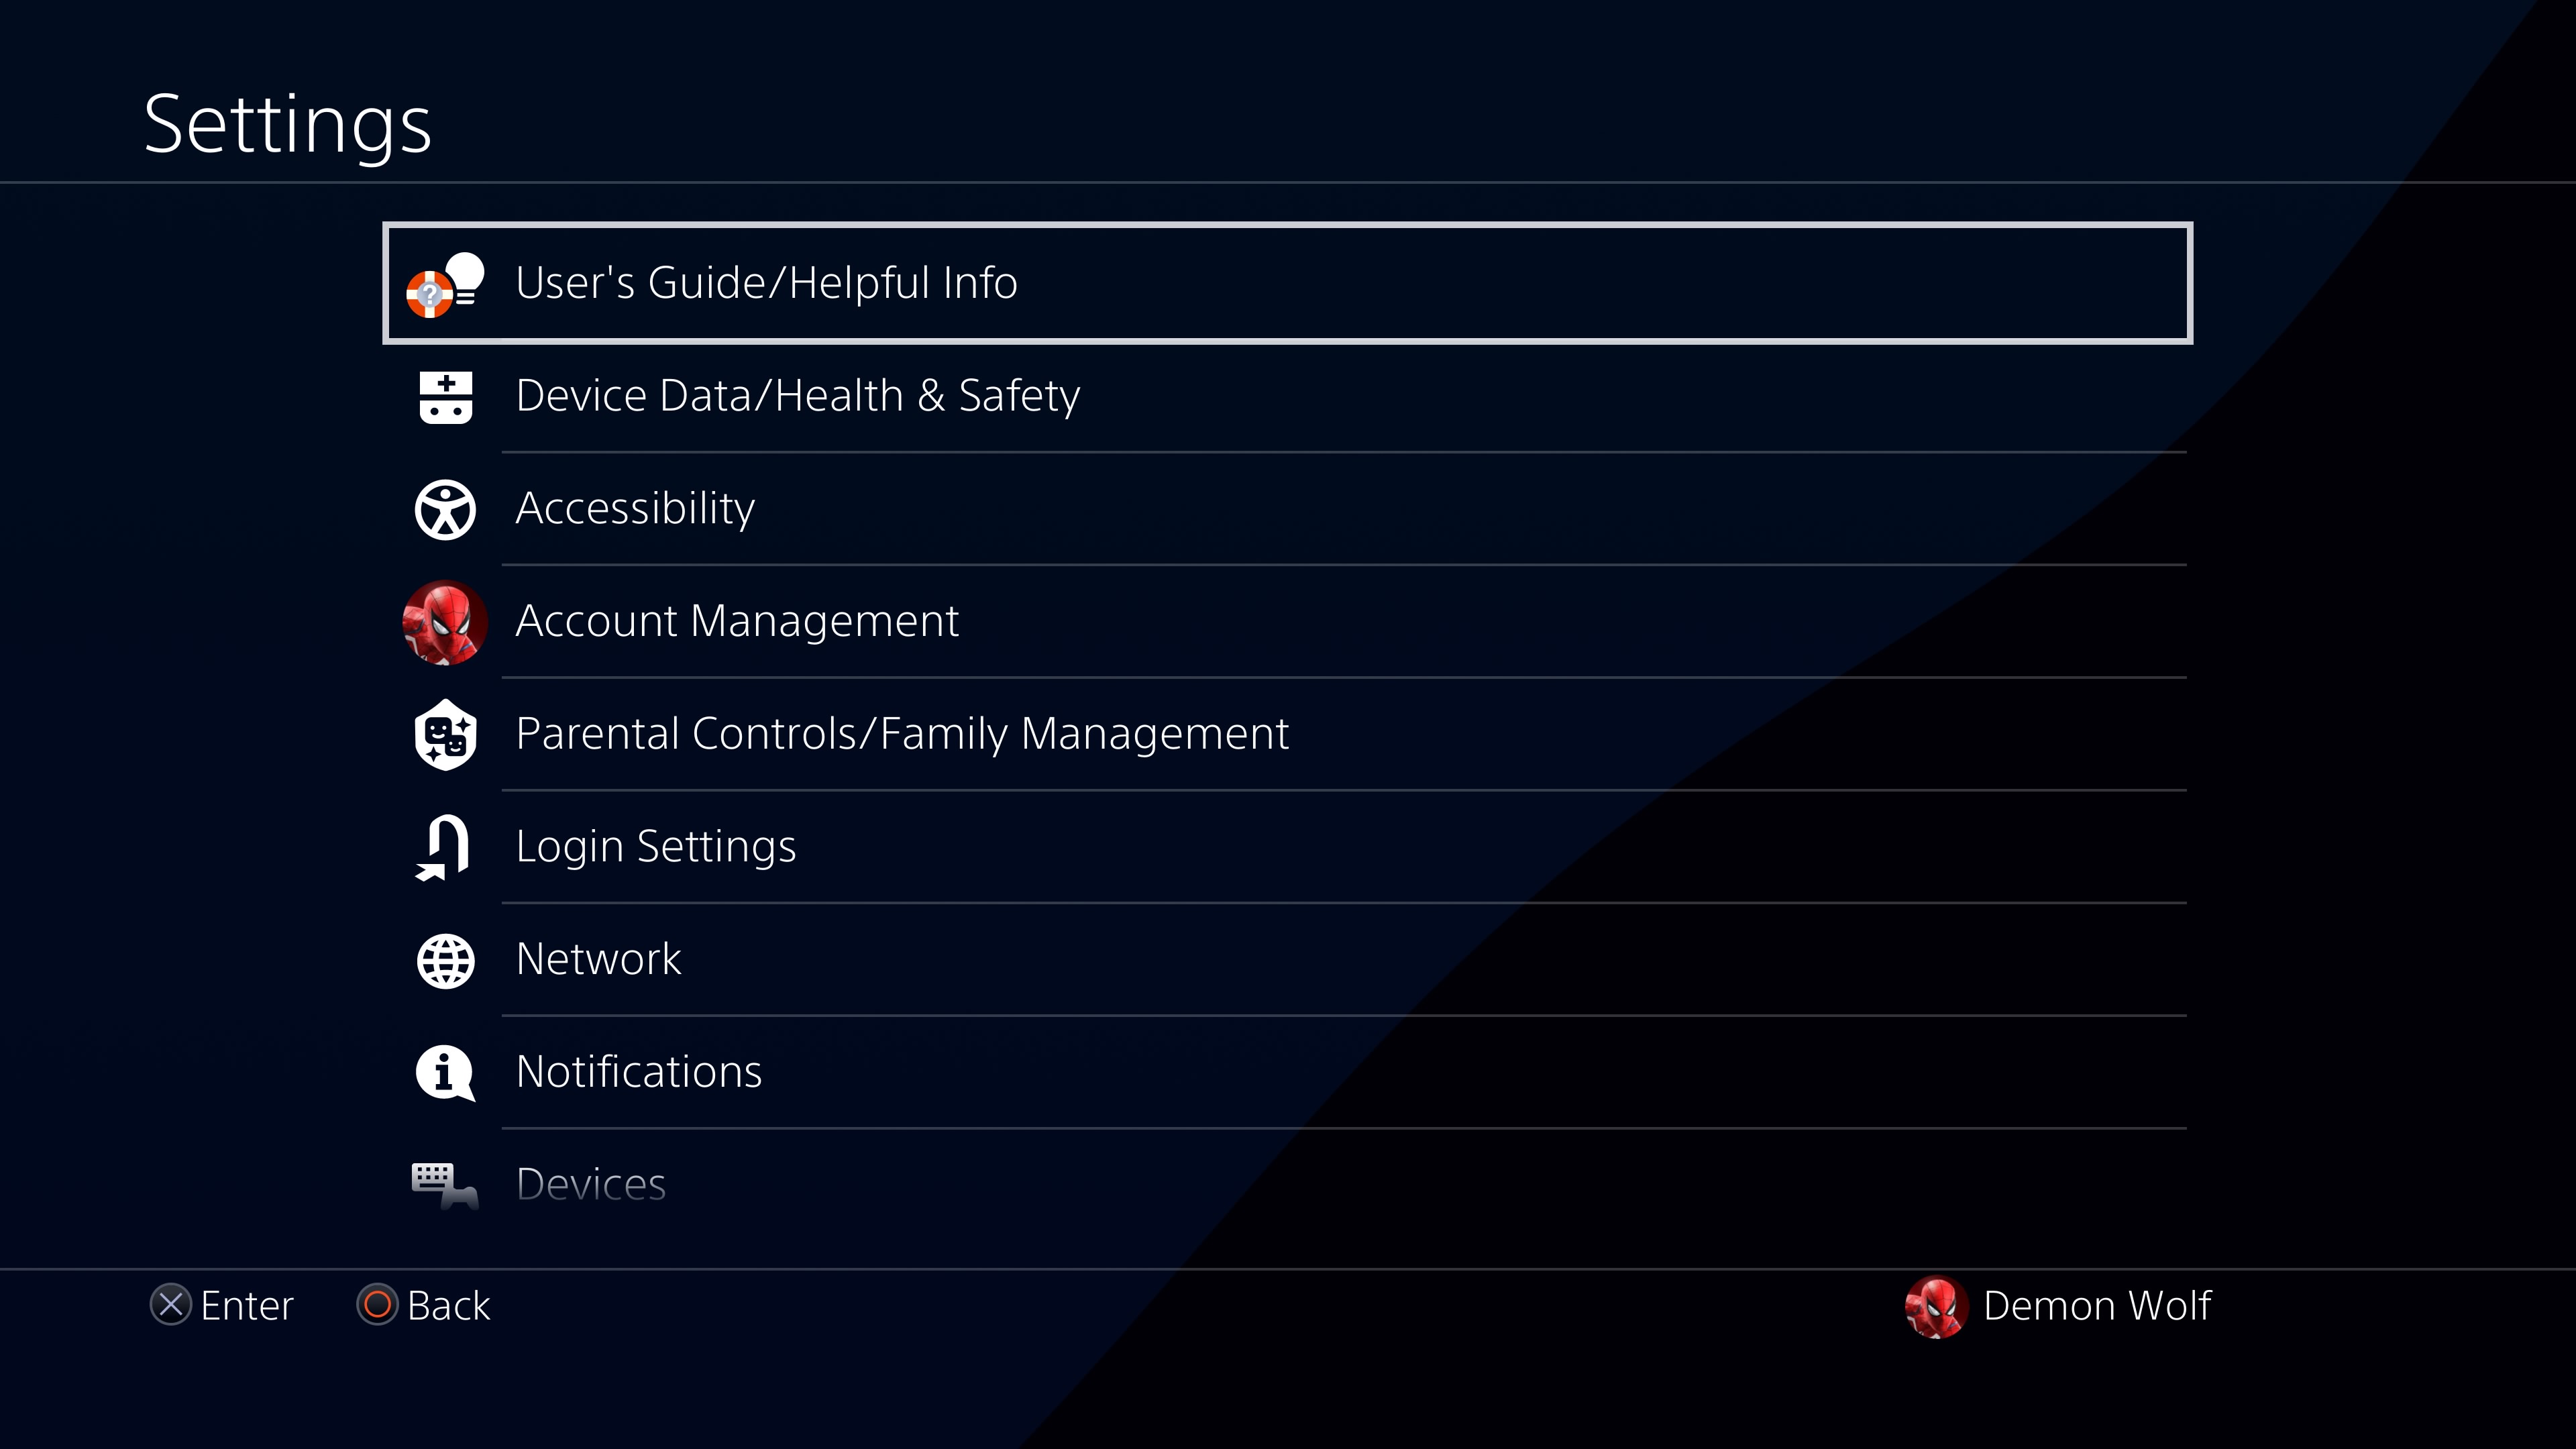 Settings
User's Guide/Helpful Info
Device Data/Health & Safety
Accessibility
Account Management
Parental Controls/Family Management
Login Settings
Network
Notifications
Devices
Enter
Back
Demon Wolf